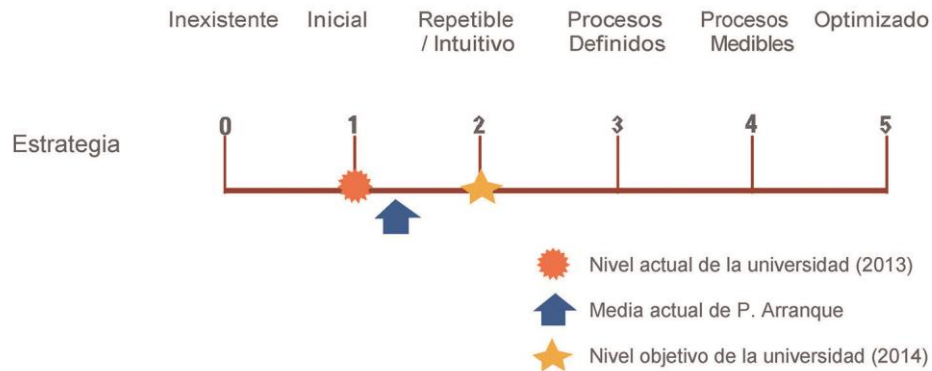 Inexistente Inicial Repetible Procesos Procesos Optimizado
/ Intuitivo Definidos Medibles
0 1 2 3 4 5
Estrategia
Nivel actual de la universidad (2013)
Media actual de P. Arranque
Nivel objetivo de la universidad (2014)